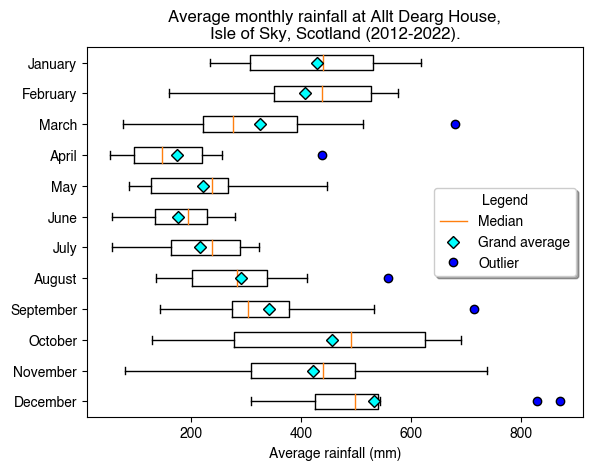 Average monthly rainfall at Allt Dearg House,
Isle of Sky, Scotland (2012-2022).
January
February
March
April
May
June
July
August
September
October
November
December
Legend
Median
Grand average
Outlier
200 400 600 800
Average rainfall (mm)